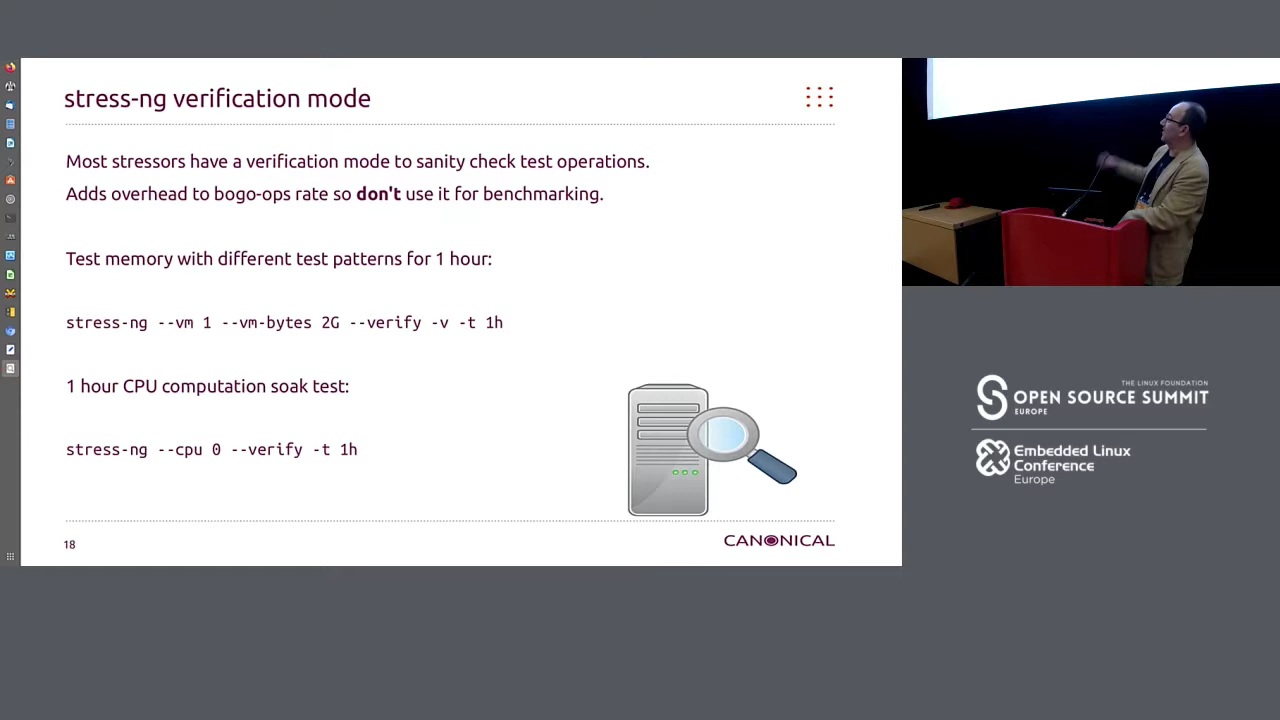 stress-ng verification mode
Most stressors have a verification mode to sanity check test operations.
Adds overhead to bogo-ops rate so don't use it for benchmarking.
Test memory with different test patterns for 1 hour:
stress-ng --vm 1 --vm-bytes 2G --verify -v -t 1h
1 hour CPU computation soak test:
stress-ng --cpu 0 --verify -t 1h
18
CANONICAL
THE LINUX FOUNDATION
OPEN SOURCE SUMMIT
EUROPE
Embedded Linux
Conference
Europe